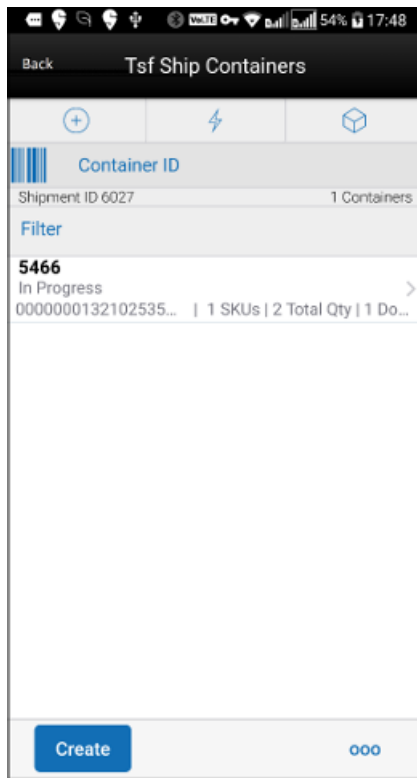 VoLTE 54% 17:48
Back Tsf Ship Containers
Container ID
Shipment ID 6027 1 Containers
Filter
5466
In Progress
0000000132102535... | 1 SKUs | 2 Total Qty | 1 Do...
Create ooo